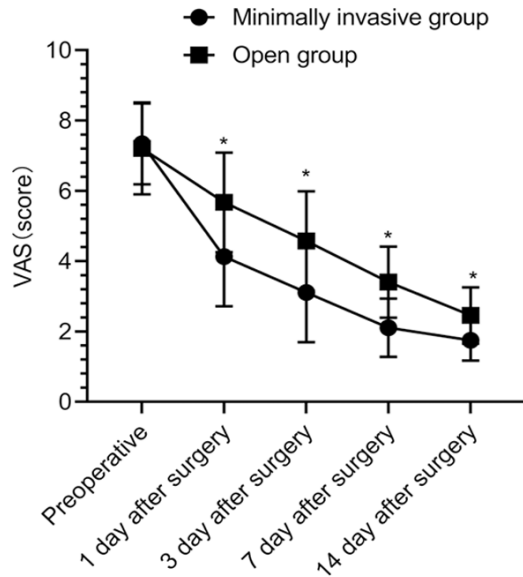 Minimally invasive group
Open group
10
8
6
4
2
0
VAS(score)
*
*
*
*
Preoperative
1 day after surgery
3 day after surgery
7 day after surgery
14 day after surgery